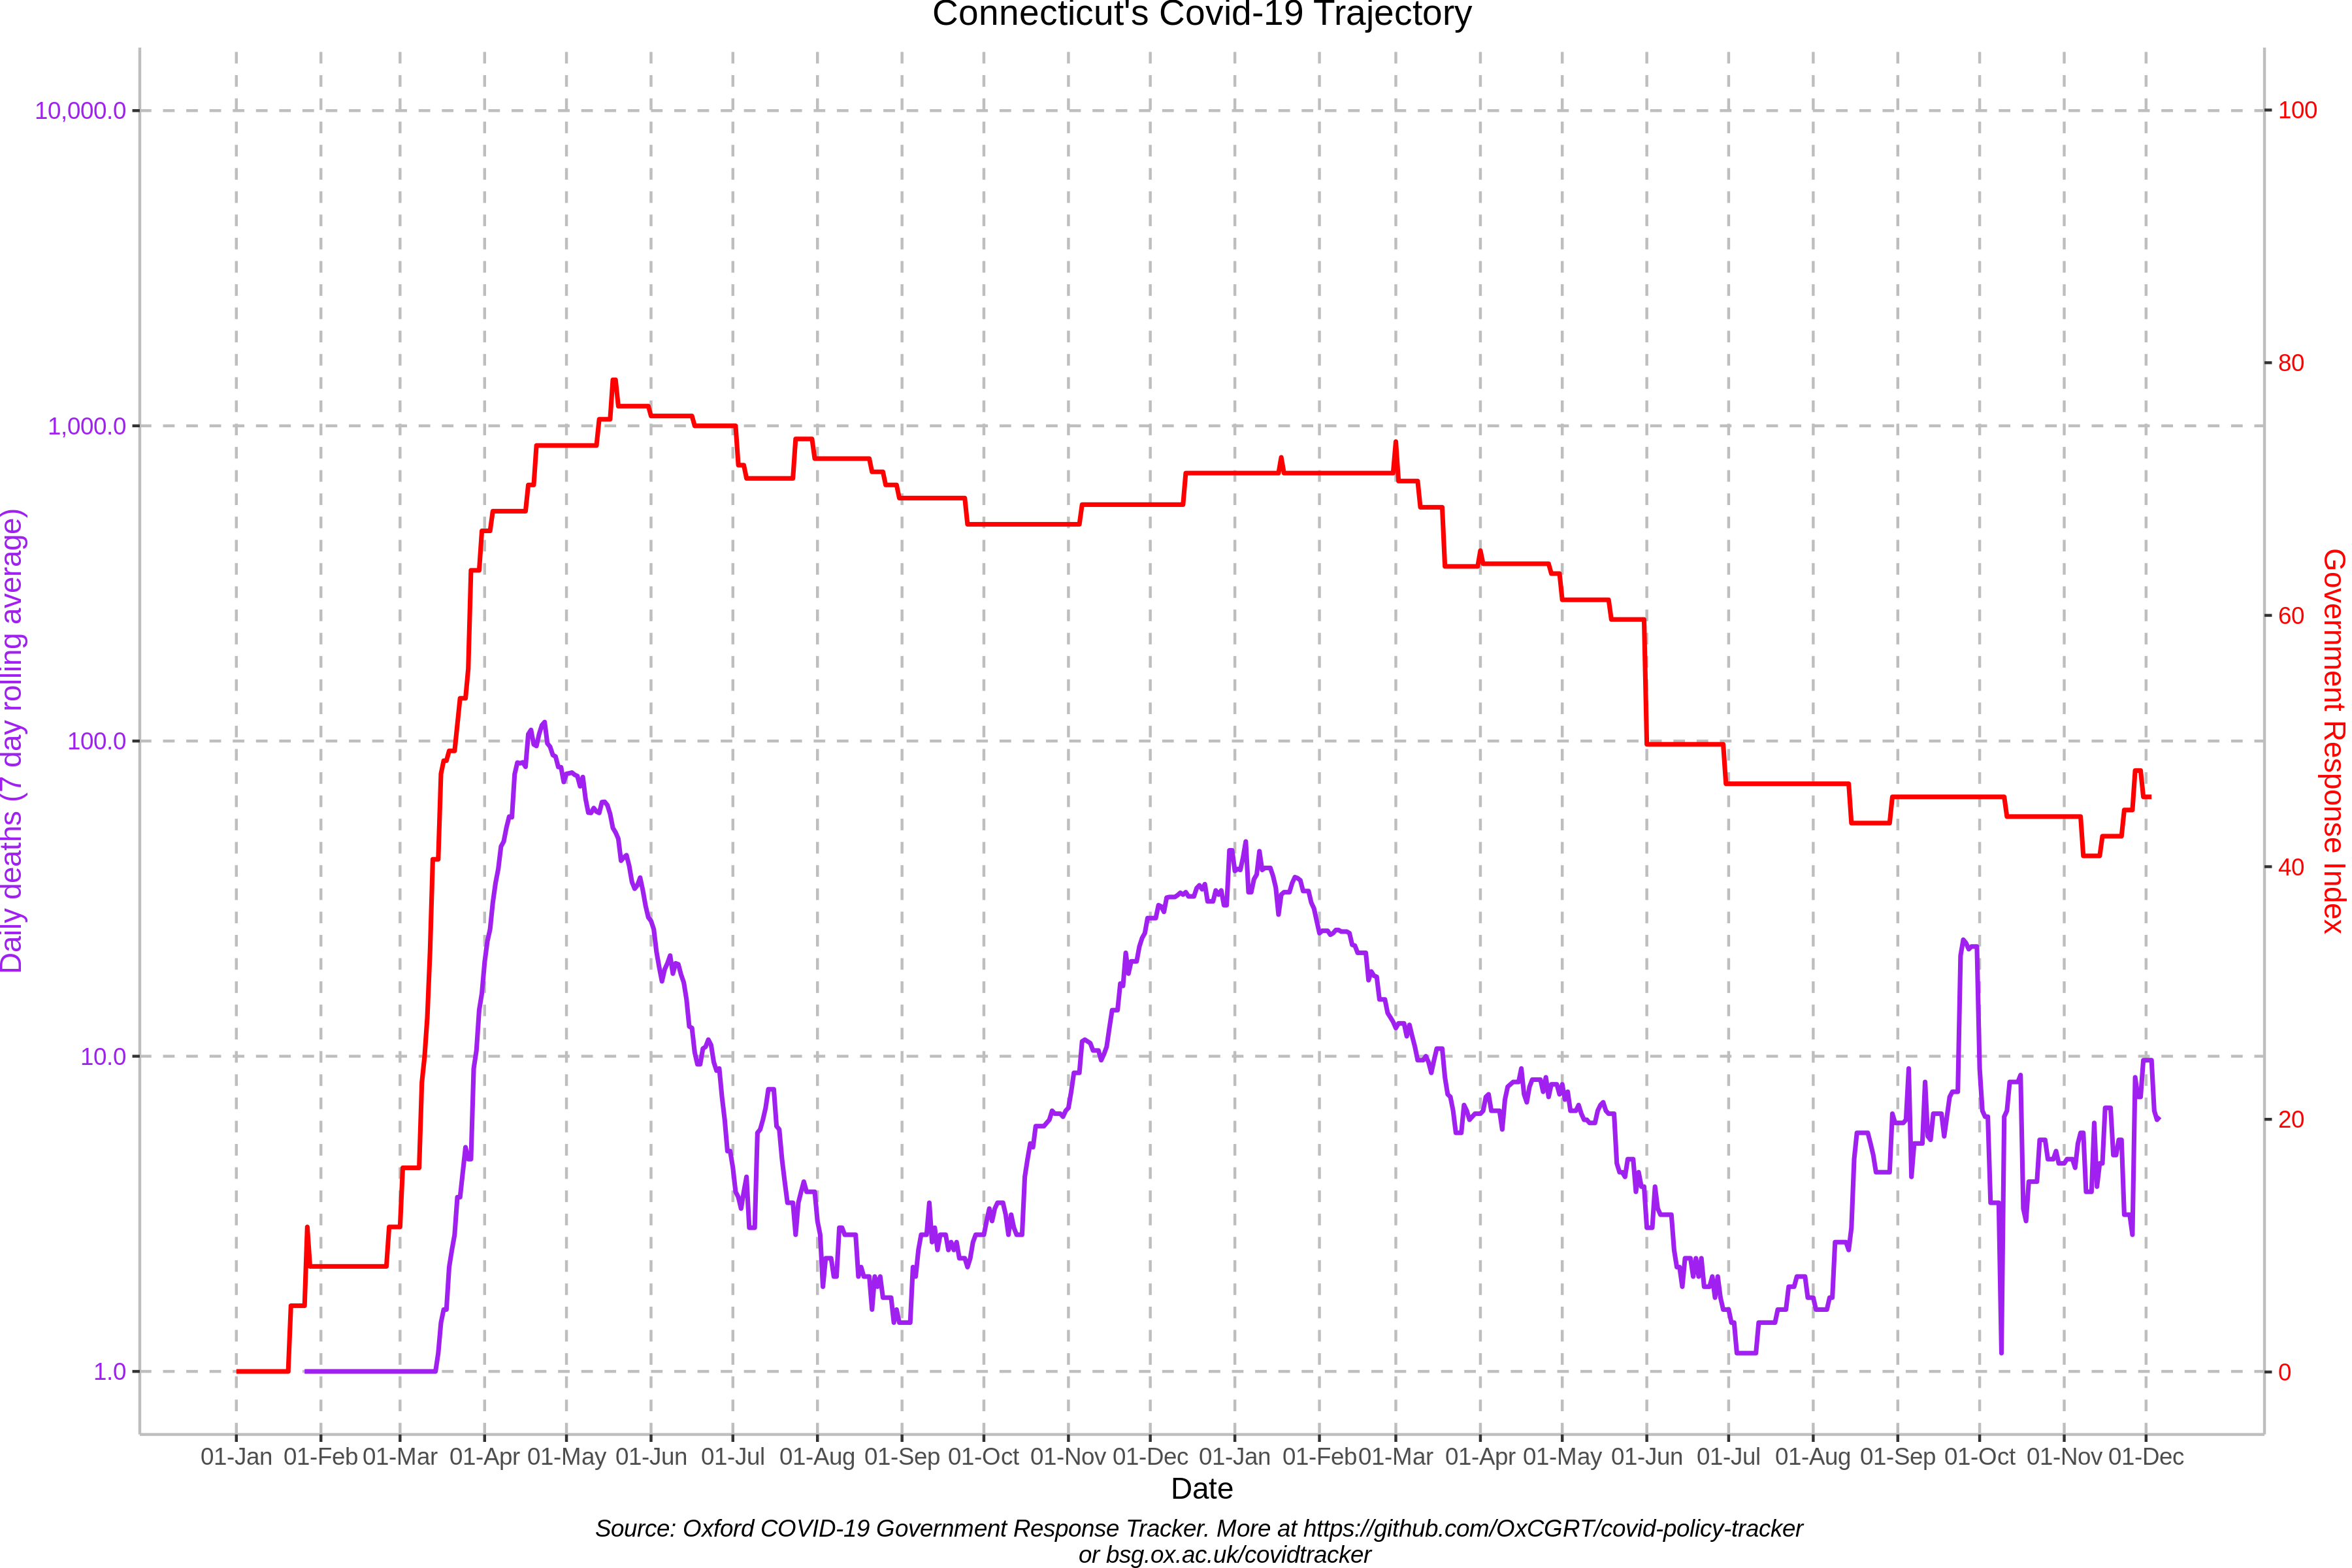 Connecticut's Covid-19 Trajectory
10,000.0
1,000.0
100.0
10.0
1.0
Daily deaths (7 day rolling average)
100
80
60
40
20
0
Government Response Index
01-Jan 01-Feb 01-Mar 01-Apr 01-May 01-Jun 01-Jul 01-Aug 01-Sep 01-Oct 01-Nov 01-Dec 01-Jan 01-Feb 01-Mar 01-Apr 01-May 01-Jun 01-Jul 01-Aug 01-Sep 01-Oct 01-Nov 01-Dec
Date
Source: Oxford COVID-19 Government Response Tracker. More at https://github.com/OxCGRT/covid-policy-tracker
or bsg.ox.ac.uk/covidtracker